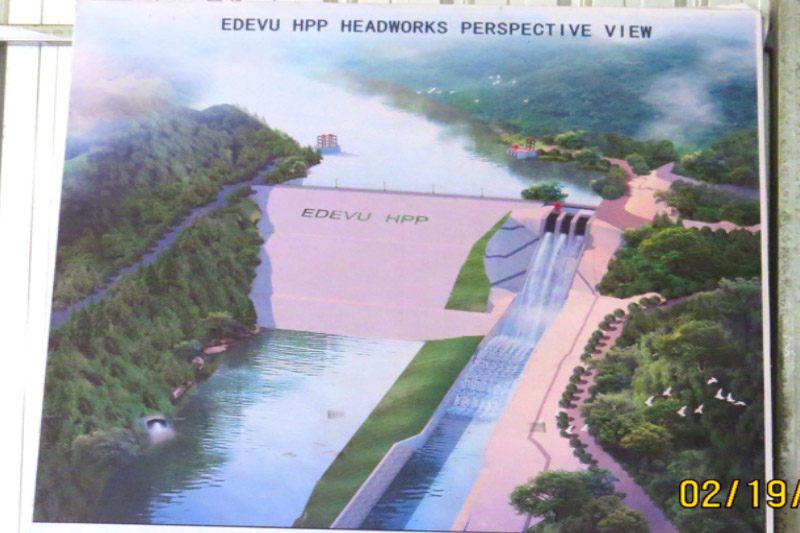 EDEVU HPP HEADWORKS PERSPECTIVE VIEW
EDEVU HPP
02/19/